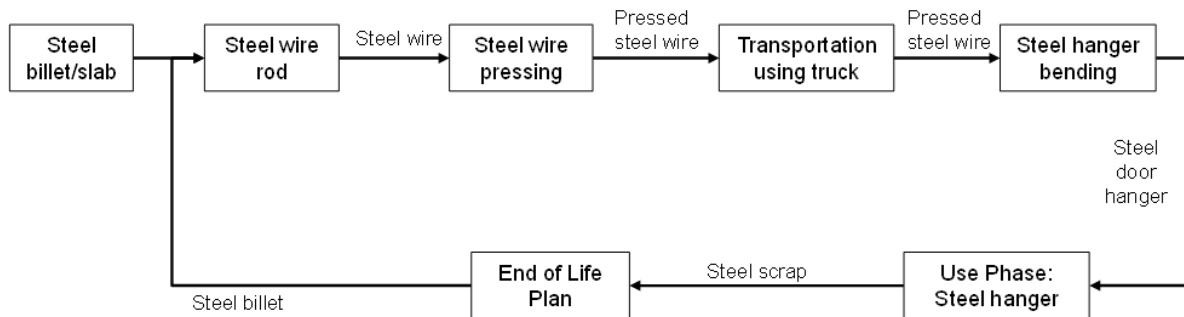 Steel
billet/slab
Steel wire
rod
Steel wire
Steel wire
pressing
Pressed
steel wire
Transportation
using truck
Pressed
steel wire
Steel hanger
bending
Steel
door
hanger
Use Phase:
Steel hanger
Steel scrap
End of Life
Plan
Steel billet